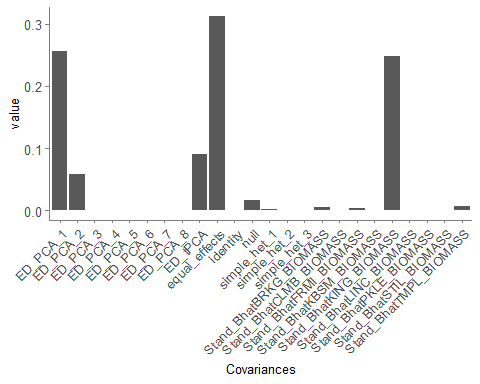 value
0.3
0.2
0.1
0.0
ED_PCA_1
ED_PCA_2
ED_PCA_3
ED_PCA_4
ED_PCA_5
ED_PCA_6
ED_PCA_7
ED_PCA_8
ED_tPCA
equal_effects
Identity
null
simple_het_1
simple_het_2
simple_het_3
Stand_BhatBRKG_BIOMASS
Stand_BhatCLMB_BIOMASS
Stand_BhatFRMI_BIOMASS
Stand_BhatKBSM_BIOMASS
Stand_BhatKING_BIOMASS
Stand_BhatLINC_BIOMASS
Stand_BhatPKLE_BIOMASS
Stand_BhatSTIL_BIOMASS
Stand_BhatTMPL_BIOMASS
Covariances